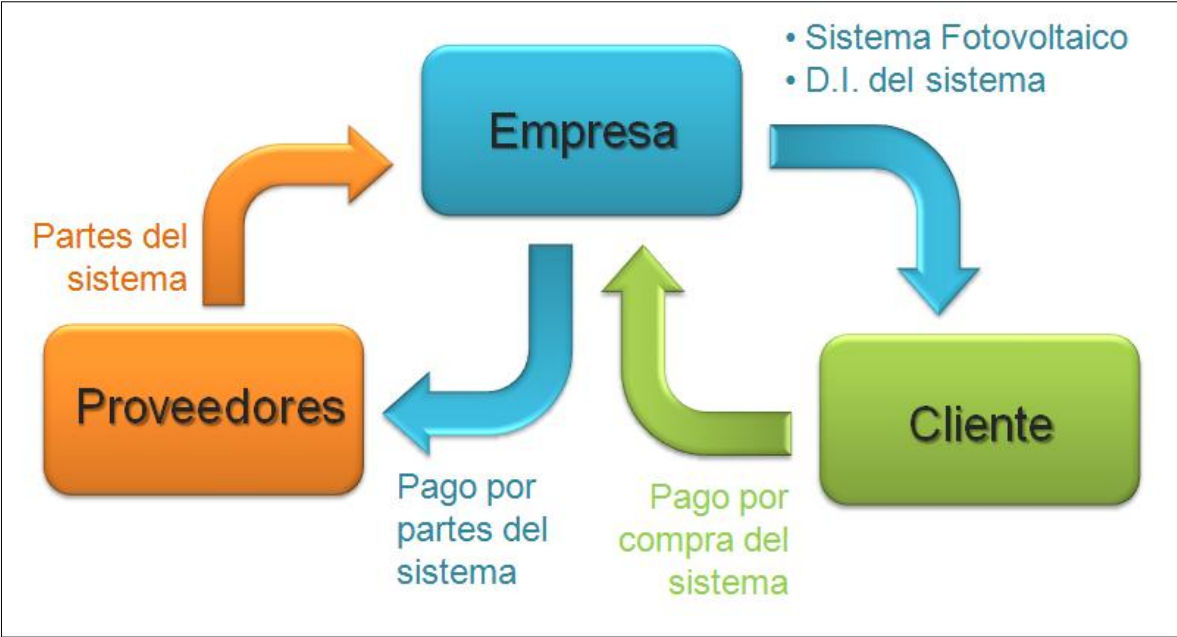 • Sistema Fotovoltaico
• D.I. del sistema
Empresa
Partes del
sistema
Proveedores
Cliente
Pago por
partes del
sistema
Pago por
compra del
sistema